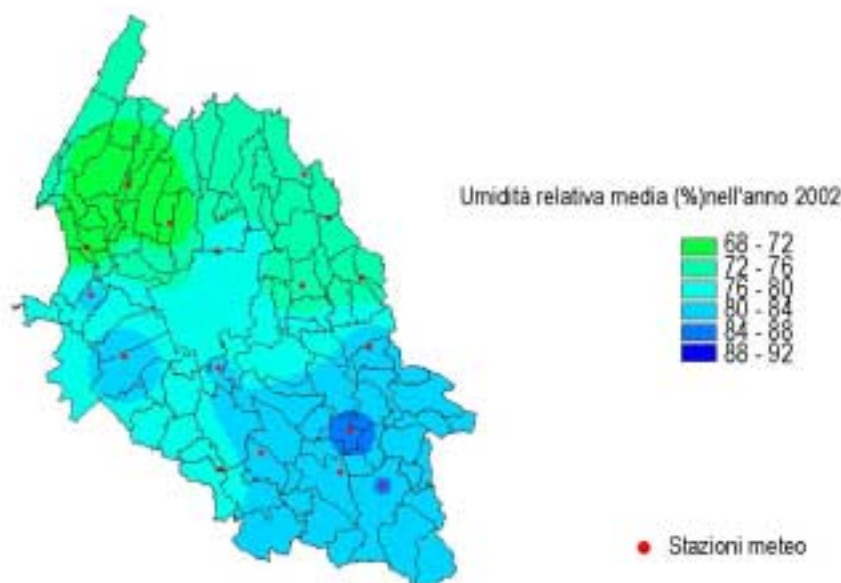 Umidità relativa media (%)nell'anno 2002
68 - 72
72 - 76
76 - 80
80 - 84
84 - 88
88 - 92
Stazioni meteo